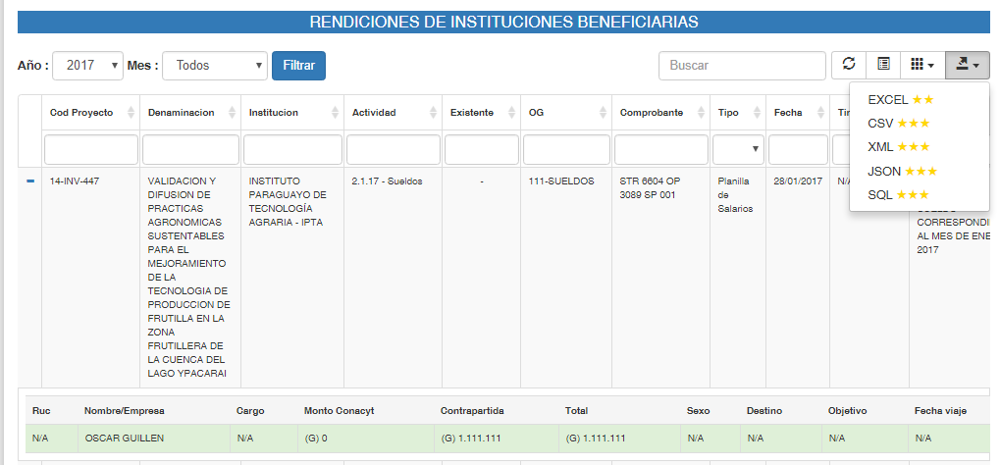 RENDICIONES DE INSTITUCIONES BENEFICIARIAS
Año : 2017 Mes : Todos Filtrar Buscar
EXCEL ★★
CSV ★★★
XML ★★★
JSON ★★★
SQL ★★★
Cod Proyecto Denaminacion Institucion Actividad Existente OG Comprobante Tipo Fecha
14-INV-447
VALIDACION Y
DIFUSION DE
PRACTICAS
AGRONOMICAS
SUSTENTABLES
PARA EL
MEJORAMIENTO
DE LA
TECNOLOGIA DE
PRODUCCION DE
FRUTILLA EN LA
ZONA
FRUTILLERA DE
LA CUENCA DEL
LAGO YPACARAI
INSTITUTO
PARAGUAYO DE
TECNOLOGÍA
AGRARIA - IPTA
2.1.17 - Sueldos
-
111-SUELDOS
STR 6604 OP
3089 SP 001
Planilla
de
Salarios
28/01/2017
N/
CORRESPONDI
AL MES DE ENE
2017
Ruc Nombre/Empresa Cargo Monto Conacyt Contrapartida Total Sexo Destino Objetivo Fecha viaje
N/A OSCAR GUILLEN N/A (G) 0 (G) 1.111.111 (G) 1.111.111 N/A N/A N/A N/A